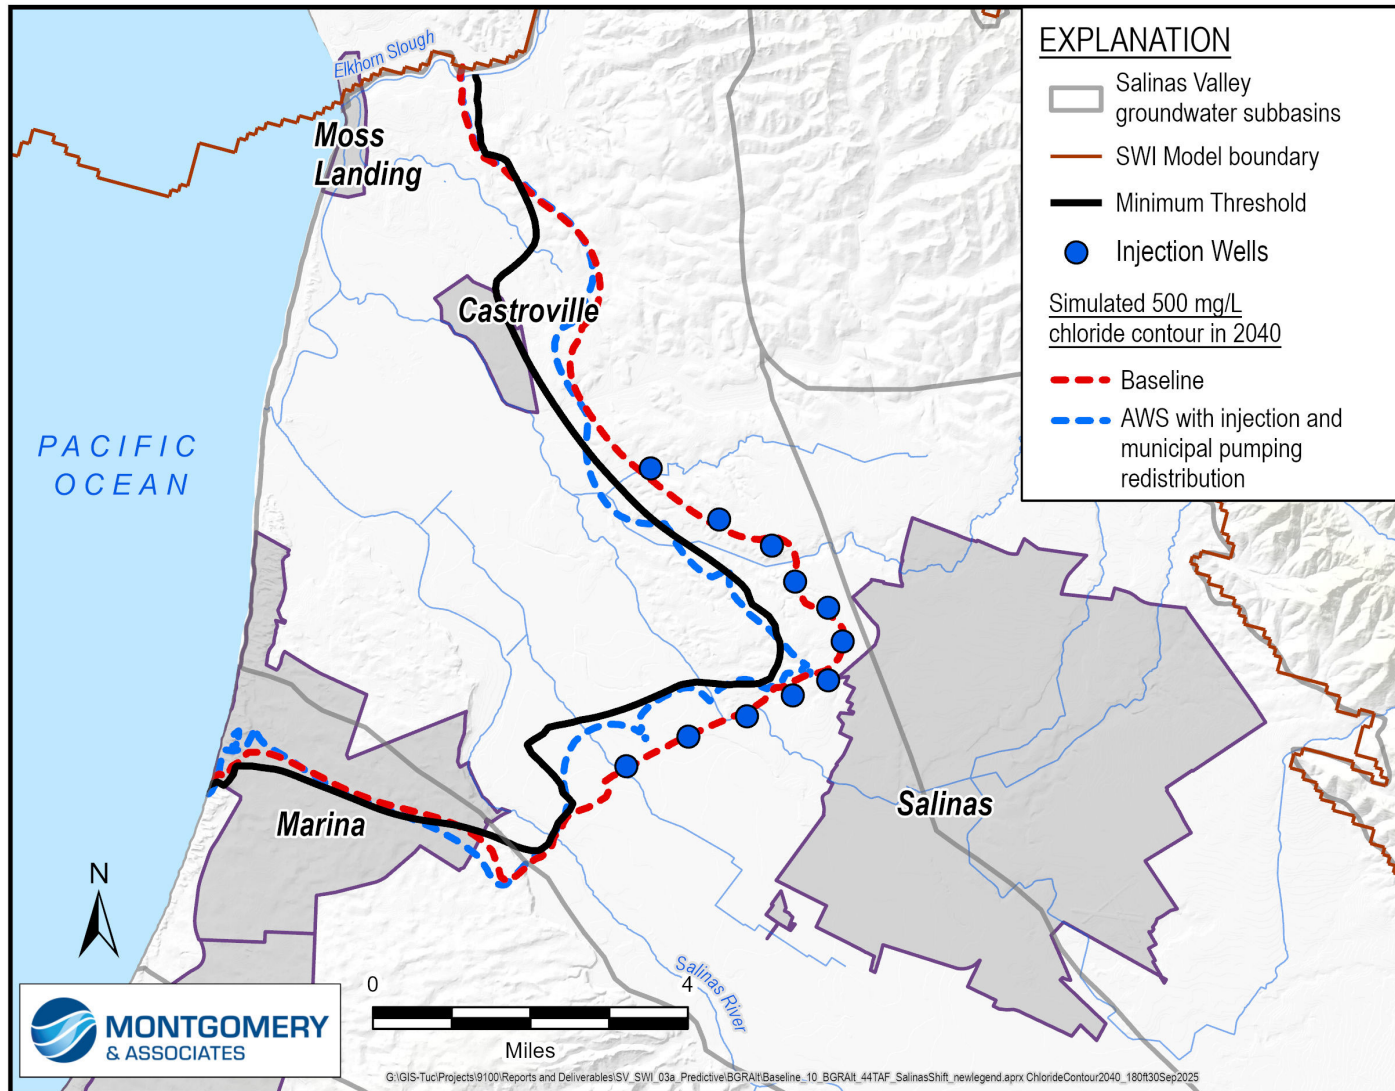 Elkhorn Slough
Moss
Landing
Castroville
PACIFIC
OCEAN
Marina
Salinas
Salinas River
N
0 4
Miles
MONTGOMERY
& ASSOCIATES
EXPLANATION
Salinas Valley
groundwater subbasins
SWI Model boundary
Minimum Threshold
Injection Wells
Simulated 500 mg/L
chloride contour in 2040
Baseline
AWS with injection and
municipal pumping
redistribution
G:\GIS-Tuc\Projects\9100\Reports and Deliverables\SV_SWI_03a_Predictive\BGRAlt\Baseline_10_BGRAlt_44TAF_SalinasShift_newlegend.aprx ChlorideContour2040_180ft30Sep2025